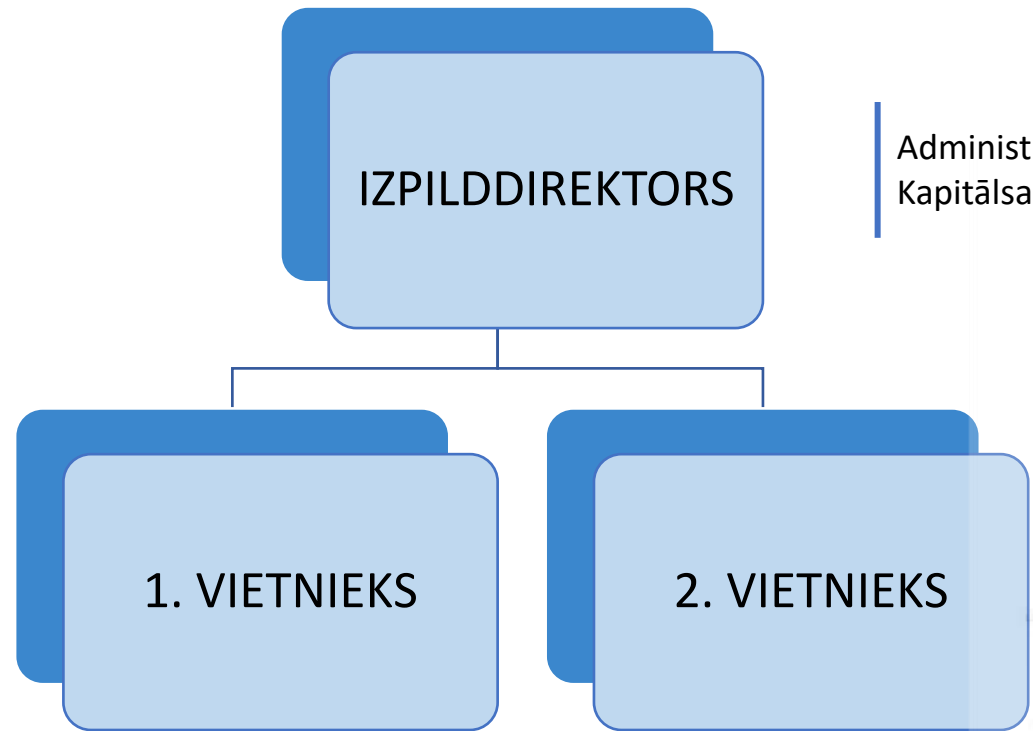 IZPILDDIREKTORS
Administ
Kapitālsa
1. VIETNIEKS
2. VIETNIEKS